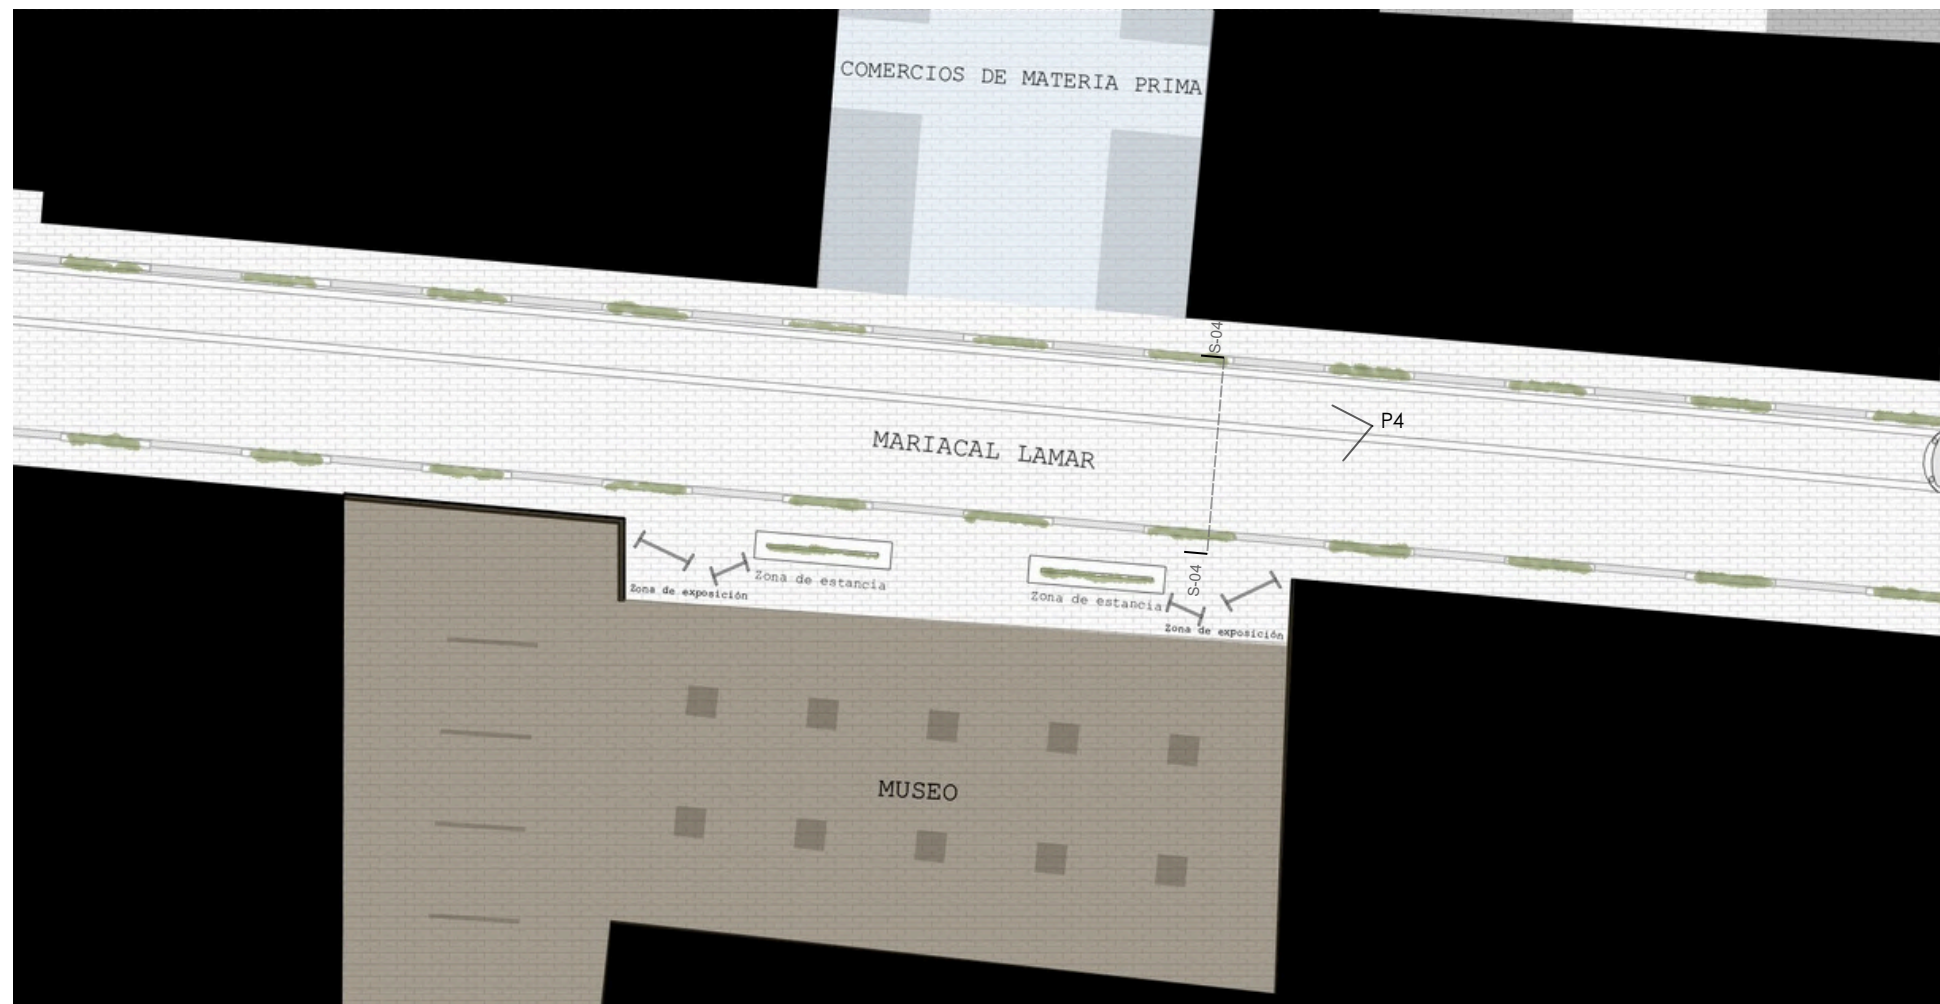 COMERCIOS DE MATERIA PRIMA
S-04
P4
MARIACAL LAMAR
Zona de estancia
Zona de exposición
S-04
Zona de estancia
Zona de exposición
MUSEO